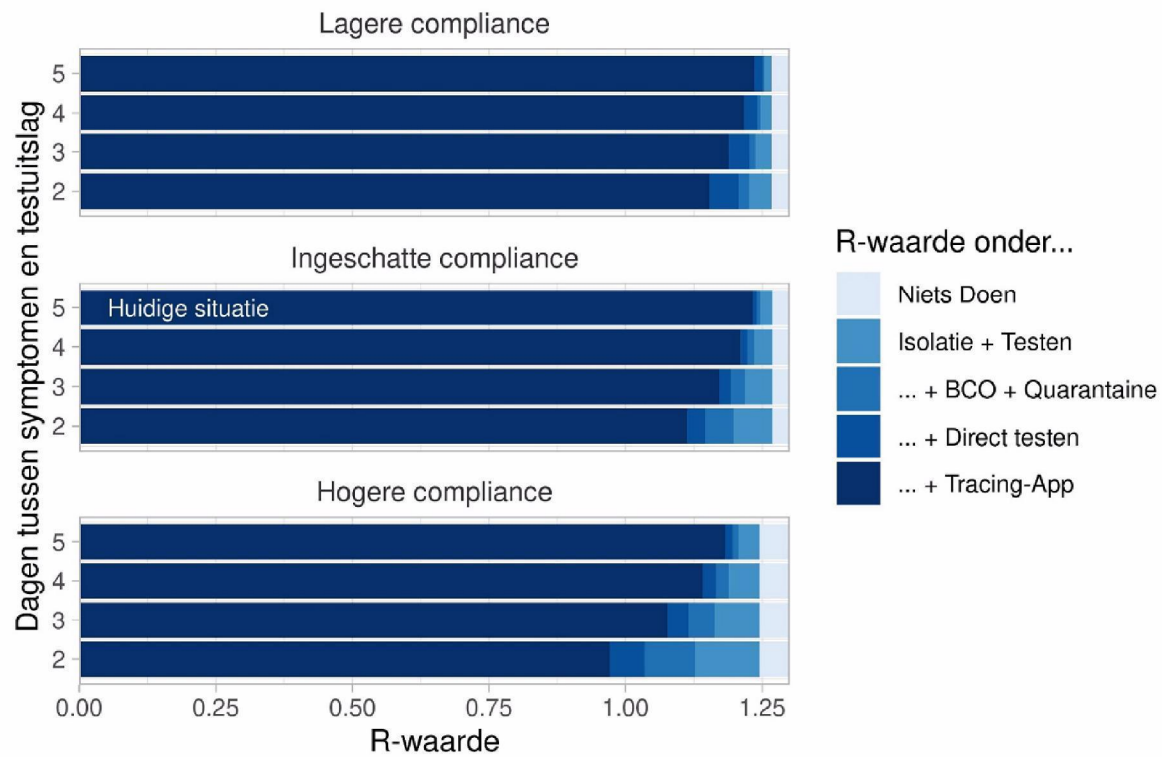 Lagere compliance
5
4
3
2
Ingeschatte compliance
Huidige situatie
5
4
3
2
Hogere compliance
5
4
3
2
0.00 0.25 0.50 0.75 1.00 1.25
R-waarde
Dagen tussen symptomen en testuitslag
R-waarde onder...
Niets Doen
Isolatie + Testen
... + BCO + Quarantaine
... + Direct testen
... + Tracing-App